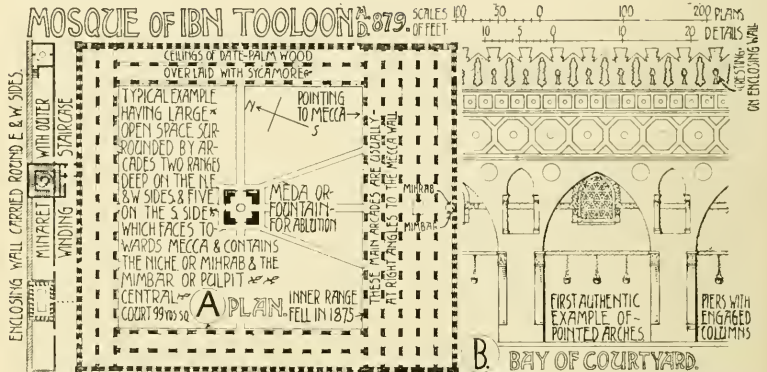 MOSQUE OF IBN TOOLOON A.D. 879.
SCALES OF FEET
100 50 0 100 200 PLANS
10 0 10 20 DETAILS
CRESTING ON ENCLOSING WALL
ENCLOSING WALL CARRIED ROUND E. & W. SIDES.
MINARET WITH OUTER
WINDING STAIRCASE
CEILINGS OF DATE-PALM WOOD
OVERLAID WITH SYCAMORE
TYPICAL EXAMPLE
HAVING LARGE
OPEN SPACE SUR-
ROUNDED BY AR-
CADES TWO RANGES
DEEP ON THE N.E.
& W SIDES & FIVE
ON THE S. SIDE
WHICH FACES TO-
WARDS MECCA & CONTAINS
THE NICHE OR MIHRAB & THE
MIMBAR OR PULPIT
CENTRAL
COURT 99 YDS SQ
POINTING
TO MECCA
N
S
MEDA OR
FOUNTAIN
FOR ABLUTION
(A) PLAN.
INNER RANGE
FELL IN 1875
THESE MAIN ARCADES ARE USUALLY
AT RIGHT ANGLES TO THE MECCA WALL
MIHRAB
MIMBAR
FIRST AUTHENTIC
EXAMPLE OF
POINTED ARCHES
PIERS WITH
ENGAGED
COLUMNS
B. BAY OF COURTYARD.